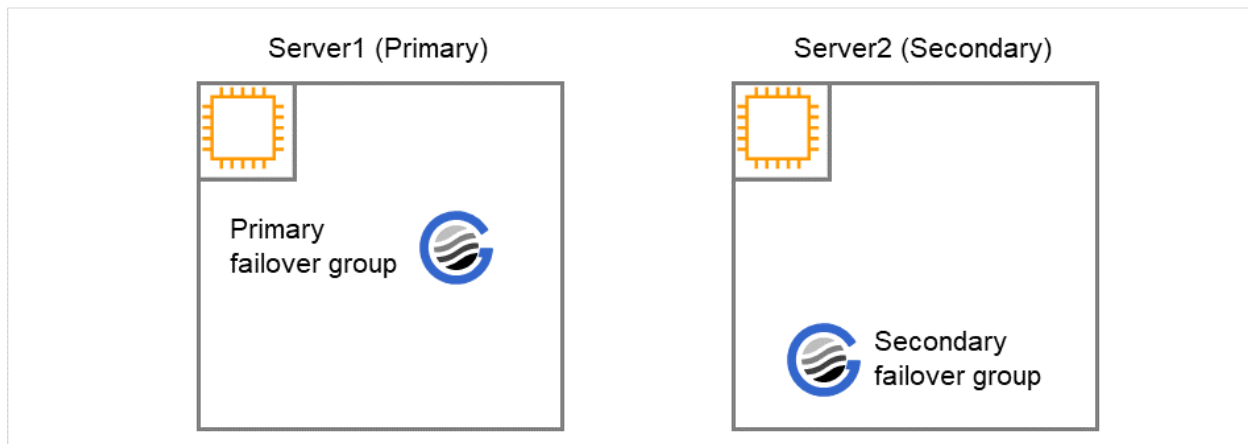 Server1 (Primary)
Server2 (Secondary)
Primary
failover group
Secondary
failover group